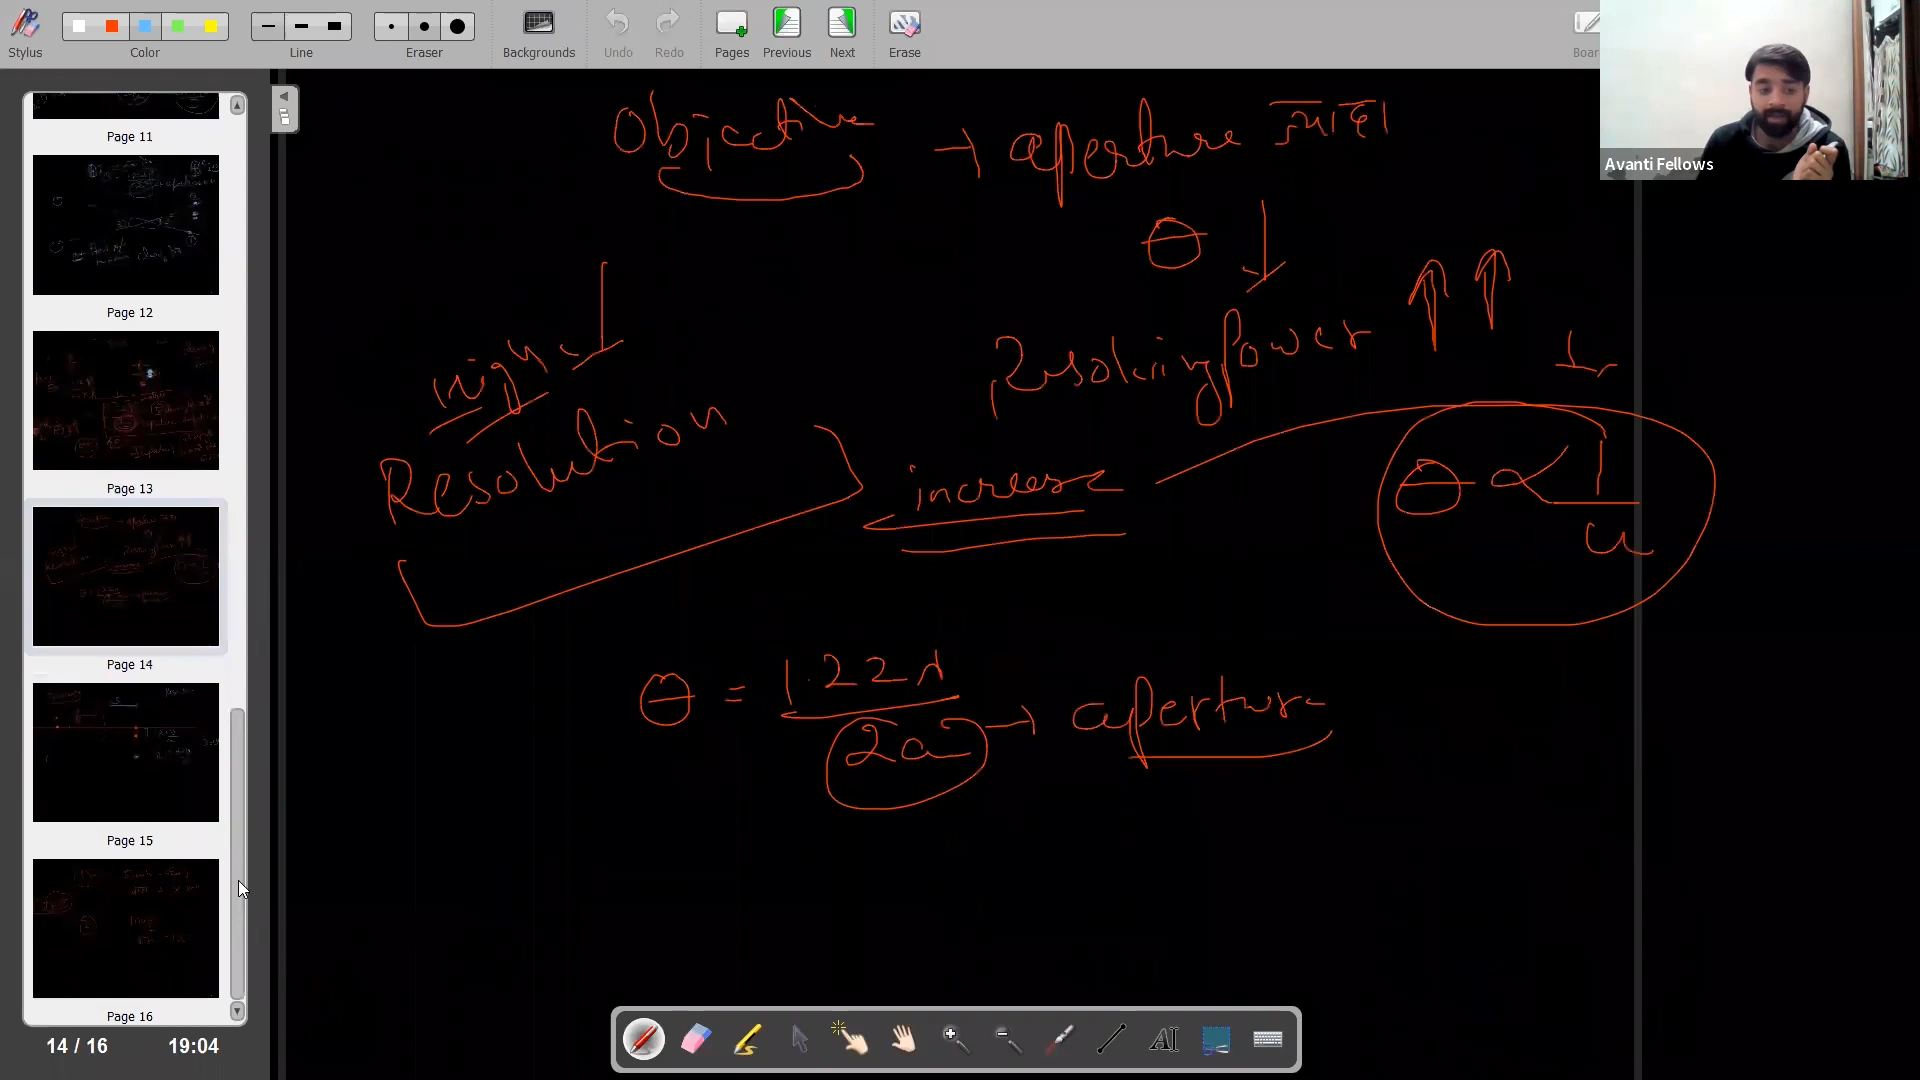 Stylus
Color
Line
Eraser
Backgrounds
Undo
Redo
Pages
Previous
Next
Erase
Boar
Avanti Fellows
Page 11
Page 12
Page 13
Page 14
Page 15
Page 16
14 / 16 19:04
Objective → aperture ज्यादा
θ ↓
High ↓
Resolving Power ↑ ↑
Resolution
increase
θ ∝ 1/a
θ = 1.22λ/2a → aperture